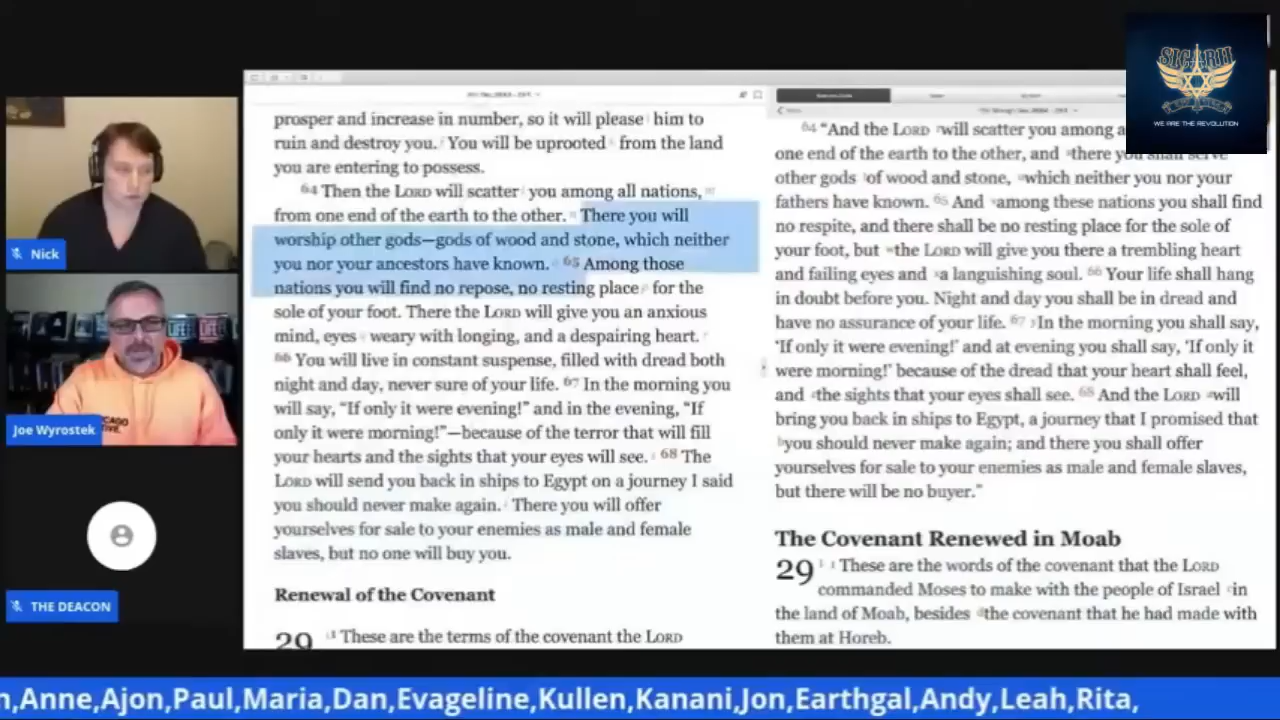 Nick
Joe Wyrostek
THE DEACON
prosper and increase in number, so it will please him to
ruin and destroy you. You will be uprooted from the land
you are entering to possess.
64 Then the LORD will scatter you among all nations,
from one end of the earth to the other. There you will
worship other gods—gods of wood and stone, which neither
you nor your ancestors have known. 65 Among those
nations you will find no repose, no resting place for the
sole of your foot. There the LORD will give you an anxious
mind, eyes weary with longing, and a despairing heart.
66 You will live in constant suspense, filled with dread both
night and day, never sure of your life. 67 In the morning you
will say, “If only it were evening!” and in the evening, “If
only it were morning!”—because of the terror that will fill
your hearts and the sights that your eyes will see. 68 The
LORD will send you back in ships to Egypt on a journey I said
you should never make again. There you will offer
yourselves for sale to your enemies as male and female
slaves, but no one will buy you.
Renewal of the Covenant
29 1 These are the terms of the covenant the LORD
64 “And the LORD will scatter you among a
one end of the earth to the other, and there you shall serve
other gods of wood and stone, which neither you nor your
fathers have known. 65 And among these nations you shall find
no respite, and there shall be no resting place for the sole of
your foot, but the LORD will give you there a trembling heart
and failing eyes and a languishing soul. 66 Your life shall hang
in doubt before you. Night and day you shall be in dread and
have no assurance of your life. 67 In the morning you shall say,
‘If only it were evening!’ and at evening you shall say, ‘If only it
were morning!’ because of the dread that your heart shall feel,
and the sights that your eyes shall see. 68 And the LORD will
bring you back in ships to Egypt, a journey that I promised that
you should never make again; and there you shall offer
yourselves for sale to your enemies as male and female slaves,
but there will be no buyer.”
The Covenant Renewed in Moab
29 1 These are the words of the covenant that the LORD
commanded Moses to make with the people of Israel in
the land of Moab, besides the covenant that he had made with
them at Horeb.
SICARII
WE ARE THE REVOLUTION
n,Anne,Ajon,Paul,Maria,Dan,Evageline,Kullen,Kanani,Jon,Earthgal,Andy,Leah,Rita,